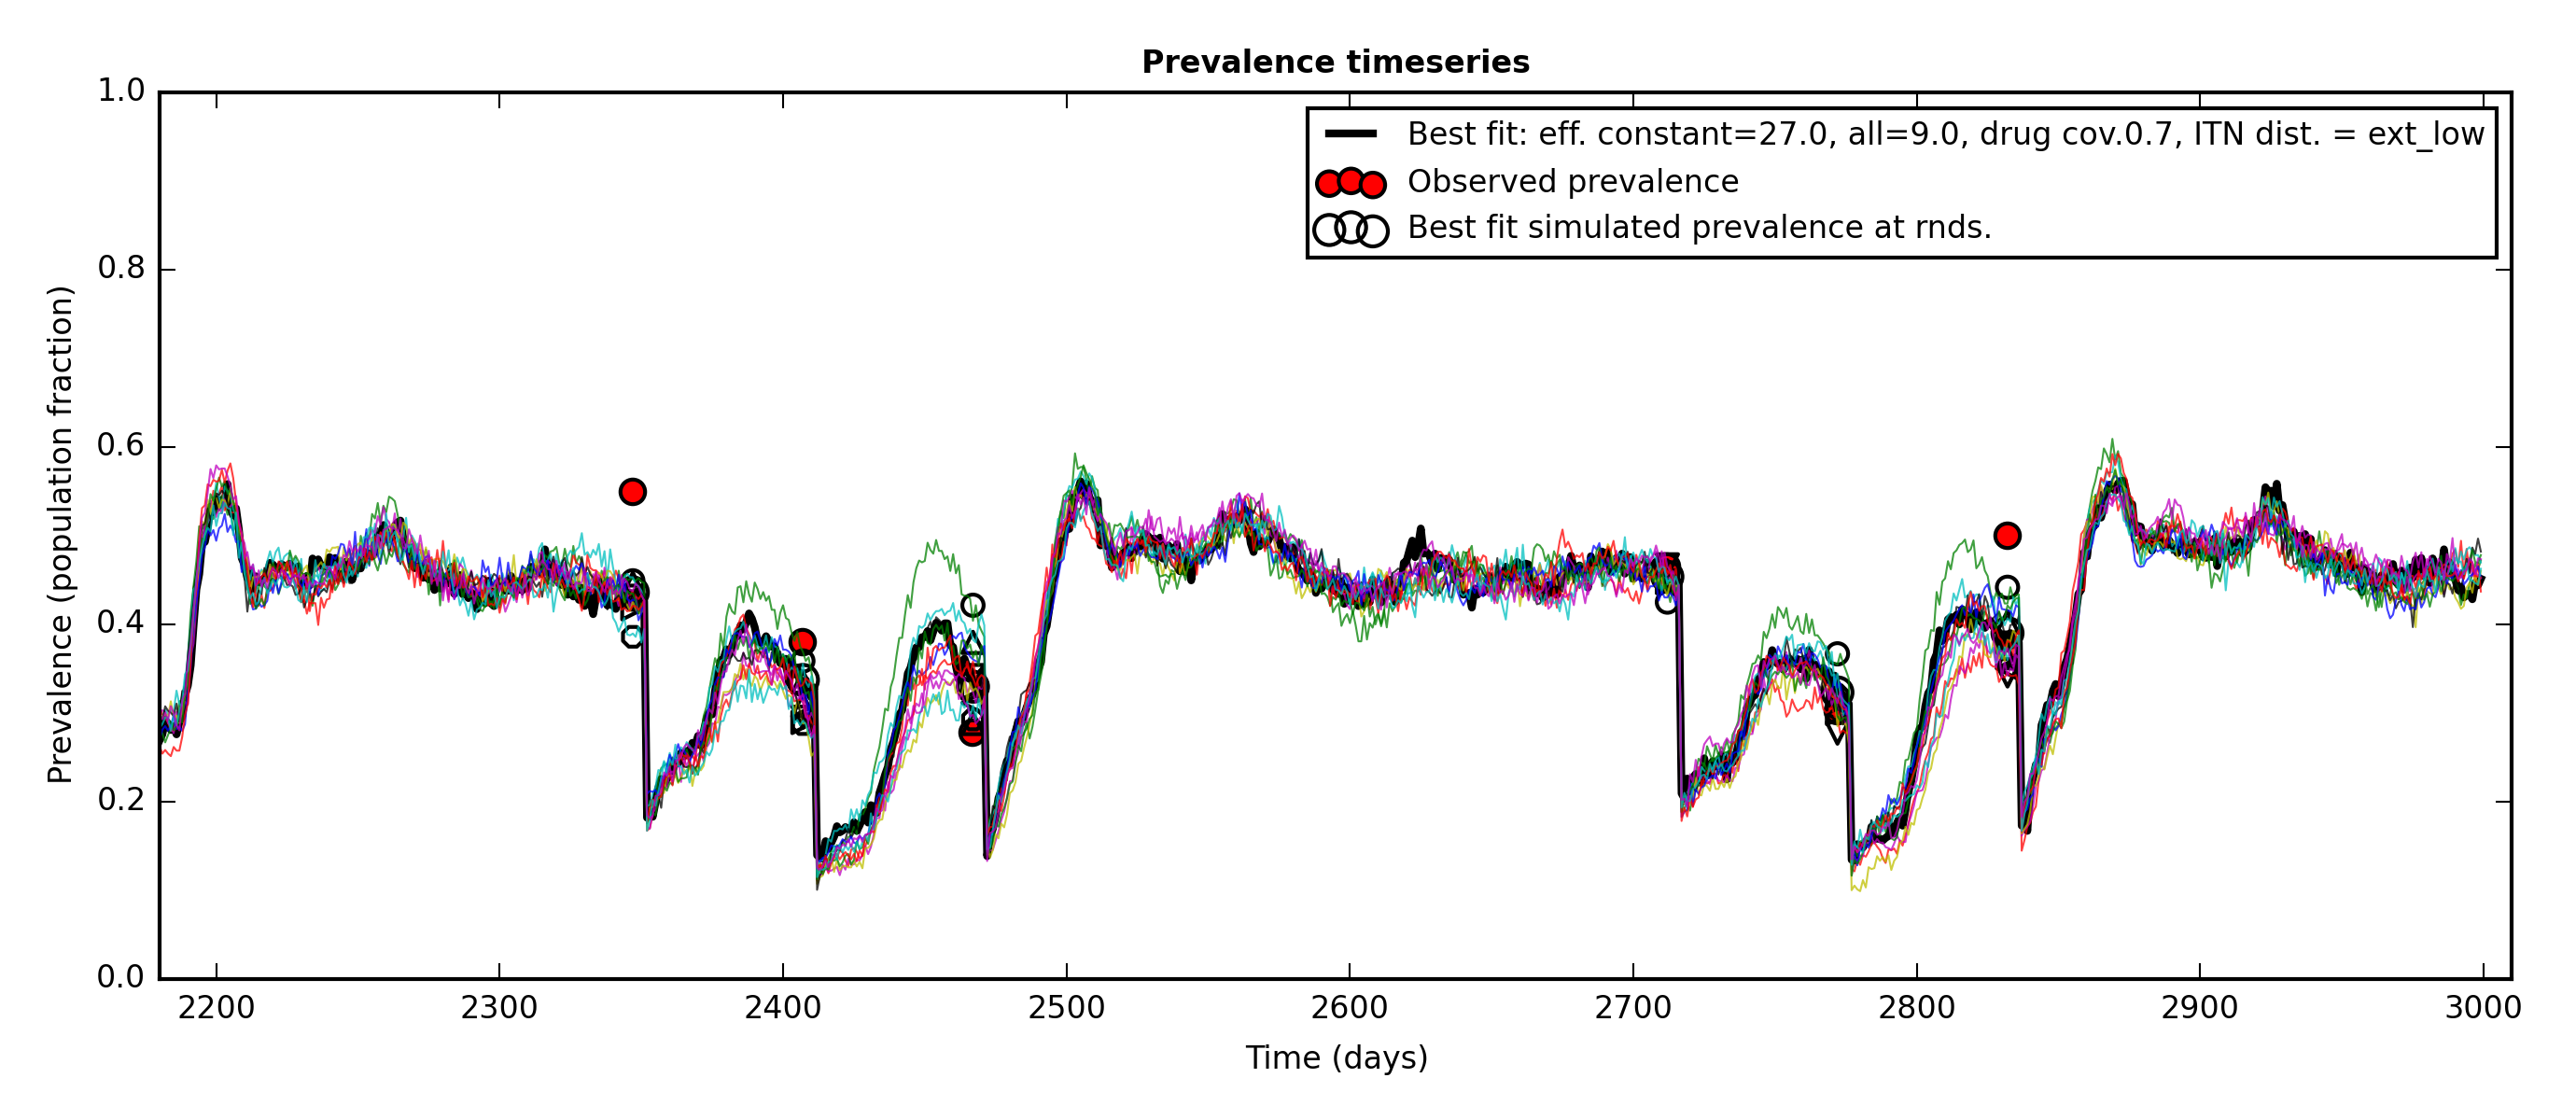 Prevalence timeseries
1.0
0.8
0.6
0.4
0.2
0.0
Prevalence (population fraction)
Best fit: eff. constant=27.0, all=9.0, drug cov.0.7, ITN dist. = ext_low
Observed prevalence
Best fit simulated prevalence at rnds.
2200 2300 2400 2500 2600 2700 2800 2900 3000
Time (days)